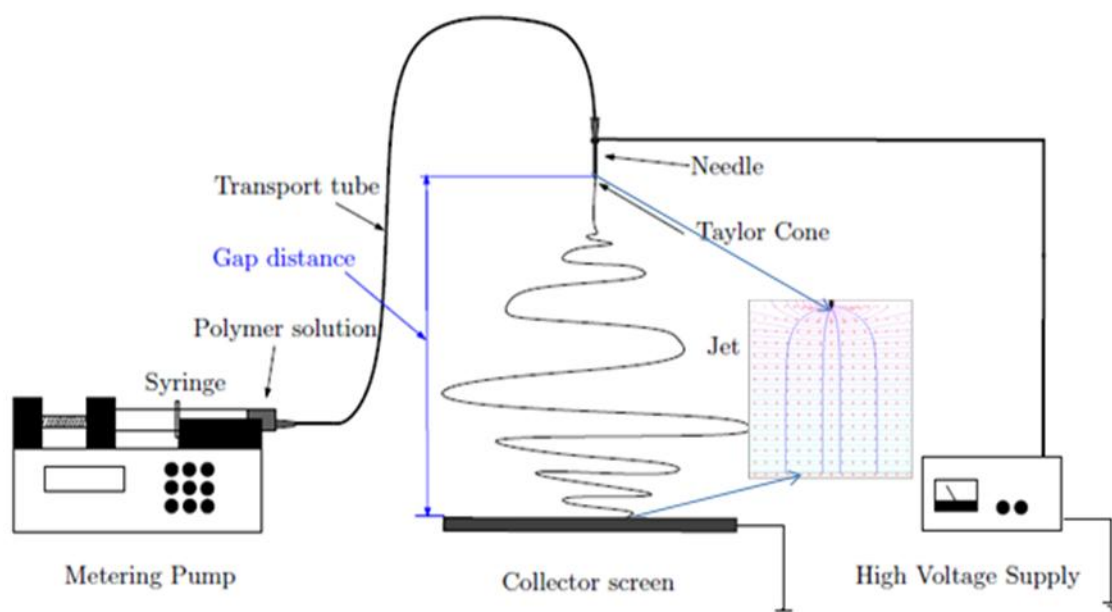 Needle
Transport tube
Taylor Cone
Gap distance
Polymer solution
Jet
Syringe
Metering Pump
Collector screen
High Voltage Supply